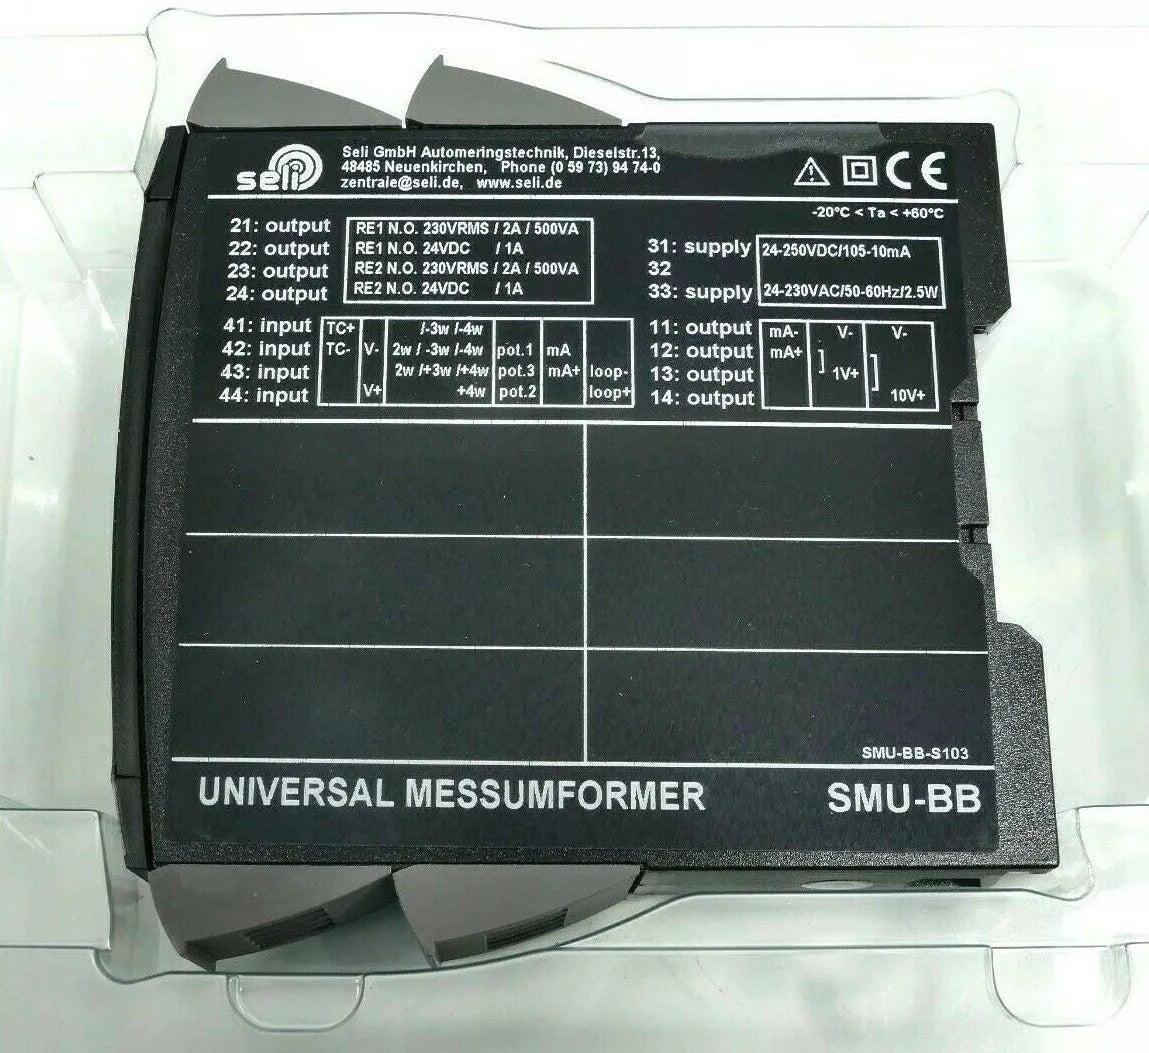 seli
Seli GmbH Automeringstechnik, Dieselstr.13,
48485 Neuenkirchen, Phone (0 59 73) 94 74-0
zentrale@seli.de, www.seli.de
CE
-20°C < Ta < +60°C
21: output RE1 N.O. 230VRMS / 2A / 500VA
22: output RE1 N.O. 24VDC / 1A
23: output RE2 N.O. 230VRMS / 2A / 500VA
24: output RE2 N.O. 24VDC / 1A
31: supply 24-250VDC/105-10mA
32
33: supply 24-230VAC/50-60Hz/2.5W
41: input TC+ /-3w /-4w
42: input TC- V- 2w / -3w /-4w pot.1 mA
43: input 2w /+3w /+4w pot.3 mA+ loop-
44: input V+ +4w pot.2 loop+
11: output mA- V- V-
12: output mA+
13: output 1V+
14: output 10V+
SMU-BB-S103
UNIVERSAL MESSUMFORMER SMU-BB